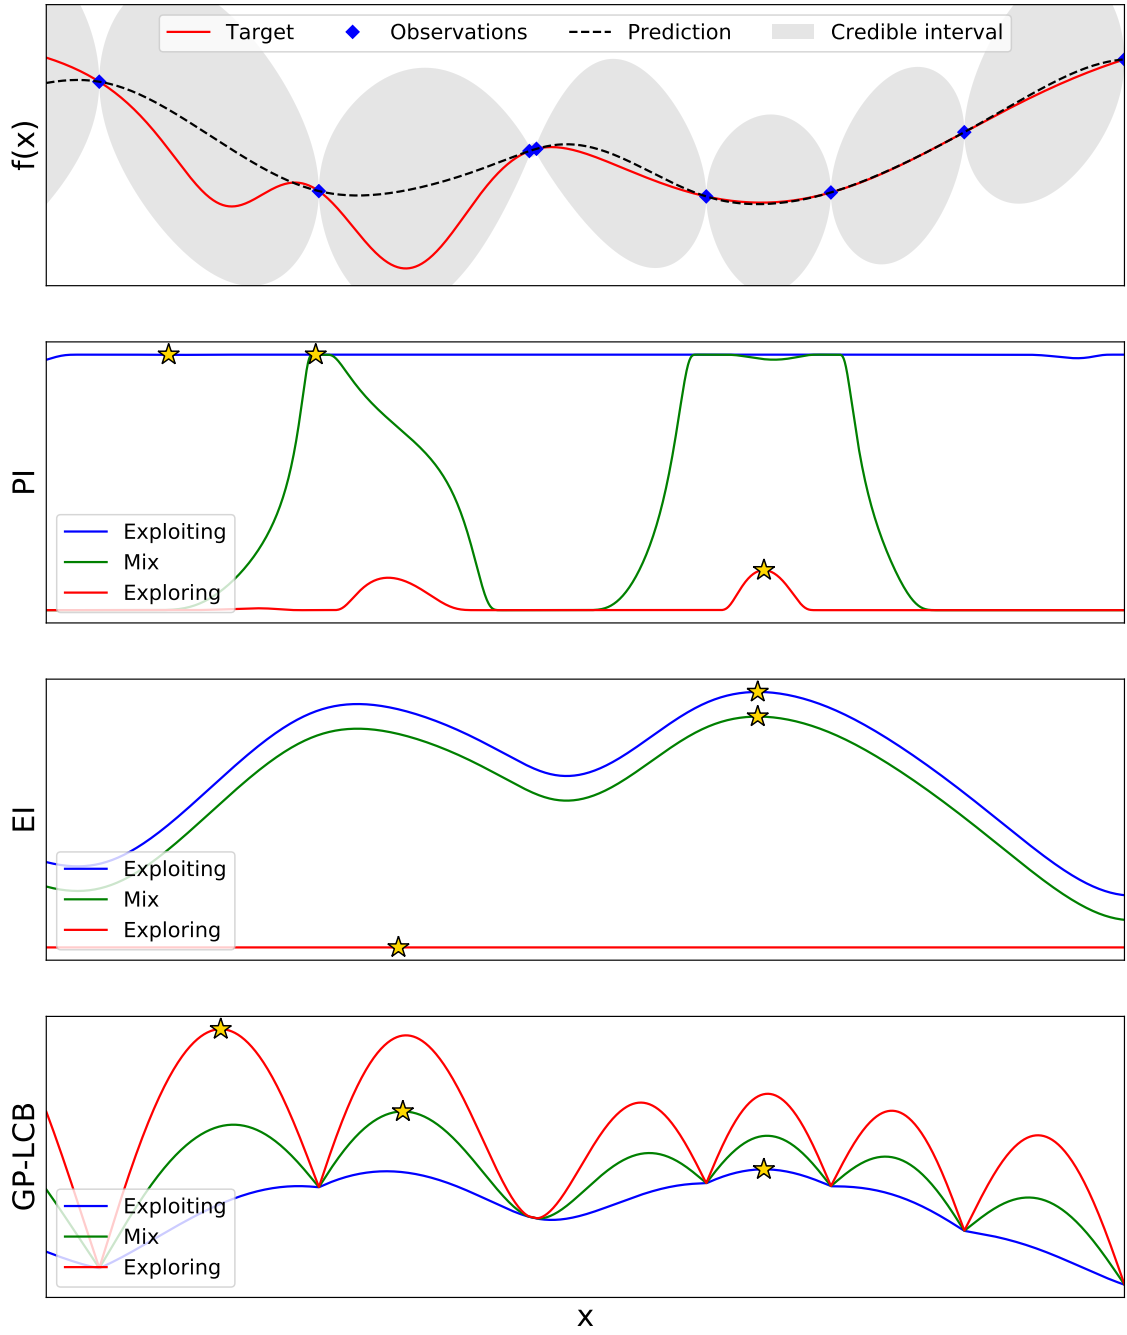 Target Observations Prediction Credible interval
f(x)
PI
Exploiting
Mix
Exploring
EI
Exploiting
Mix
Exploring
GP-LCB
Exploiting
Mix
Exploring
x